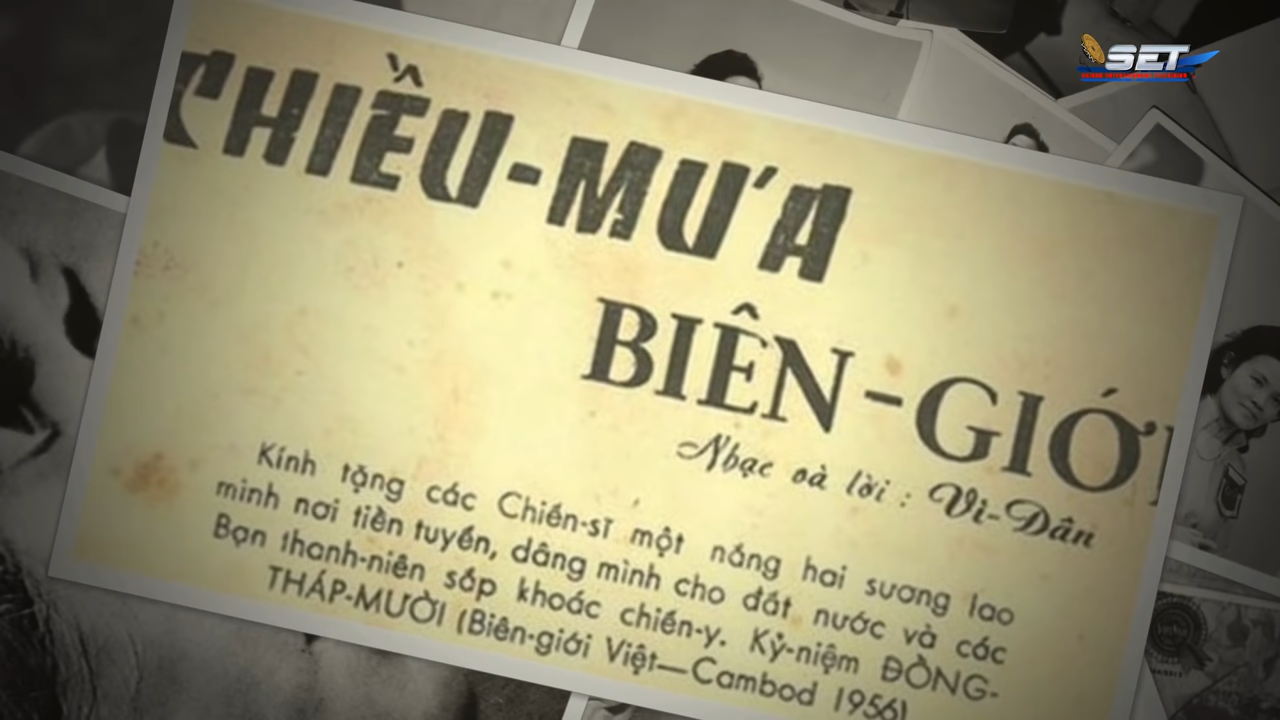 SET
CHIỀU-MƯA
BIÊN-GIỚI
Nhạc và lời : Vi-Dân
Kính tặng các Chiến-sĩ một nắng hai sương lao
mình nơi tiền tuyến, dâng mình cho đất nước và các
Bạn thanh-niên sắp khoác chiến-y. Kỷ-niệm ĐỒNG-
THÁP-MƯỜI (Biên-giới Việt—Cambod 1956)